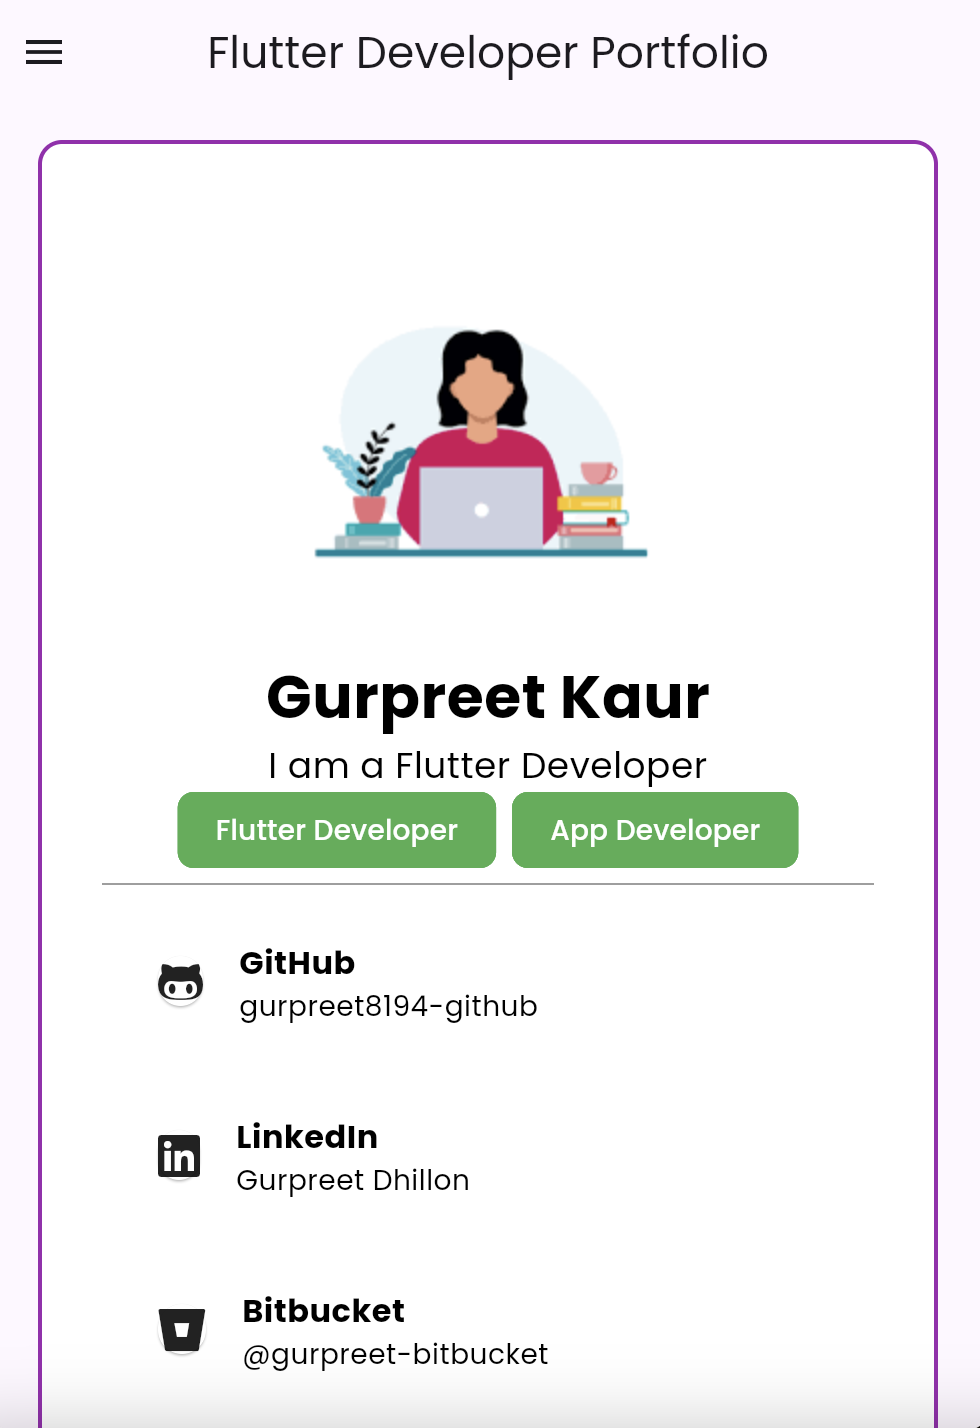 Flutter Developer Portfolio
Gurpreet Kaur
I am a Flutter Developer
Flutter Developer
App Developer
GitHub
gurpreet8194-github
LinkedIn
Gurpreet Dhillon
Bitbucket
@gurpreet-bitbucket